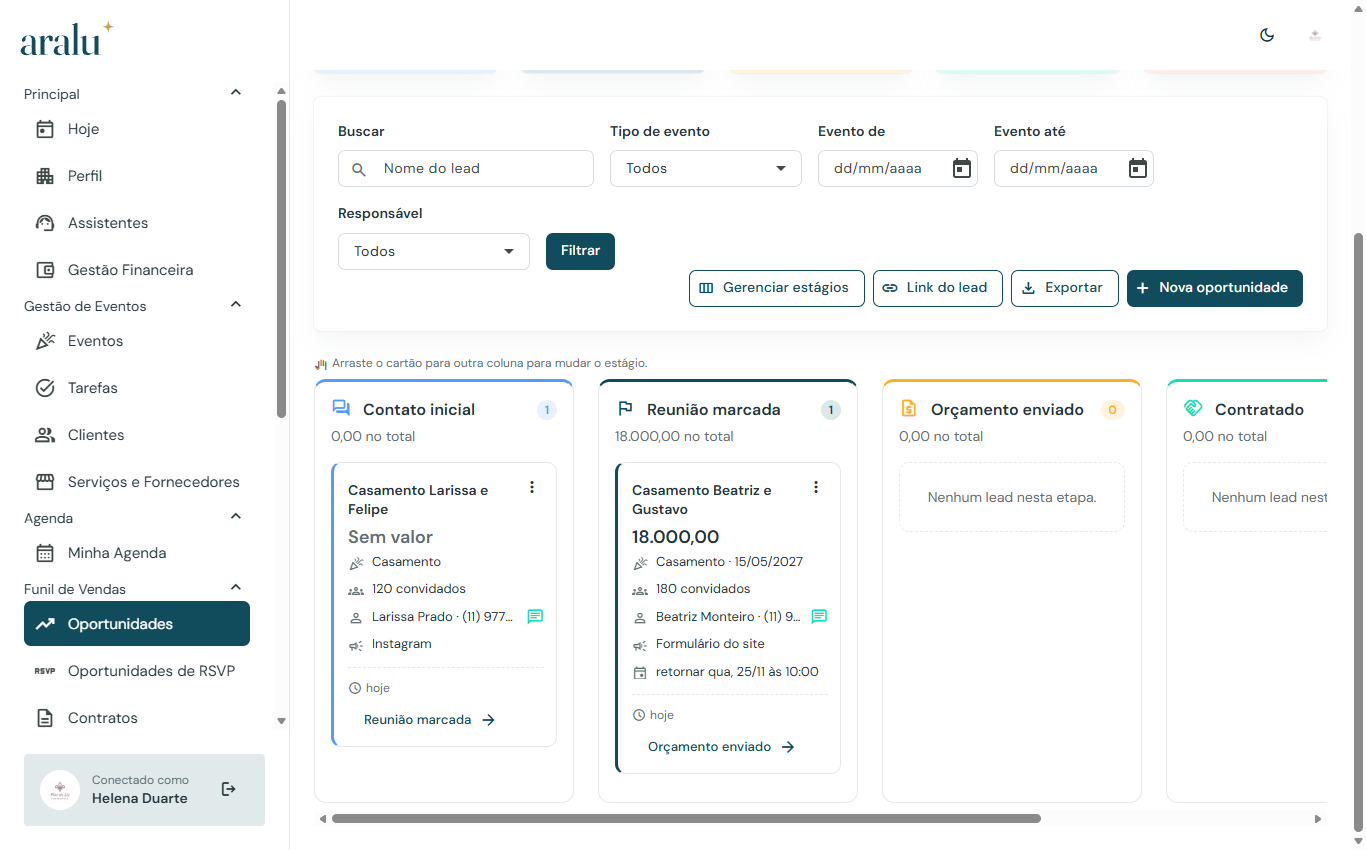 aralu
Principal
Hoje
Perfil
Assistentes
Gestão Financeira
Gestão de Eventos
Eventos
Tarefas
Clientes
Serviços e Fornecedores
Agenda
Minha Agenda
Funil de Vendas
Oportunidades
RSVP Oportunidades de RSVP
Contratos
Conectado como
Helena Duarte
Buscar
Nome do lead
Tipo de evento
Todos
Evento de
dd/mm/aaaa
Evento até
dd/mm/aaaa
Responsável
Todos
Filtrar
Gerenciar estágios
Link do lead
Exportar
Nova oportunidade
Arraste o cartão para outra coluna para mudar o estágio.
Contato inicial 1
0,00 no total
Casamento Larissa e
Felipe
Sem valor
Casamento
120 convidados
Larissa Prado · (11) 977...
Instagram
hoje
Reunião marcada
Reunião marcada 1
18.000,00 no total
Casamento Beatriz e
Gustavo
18.000,00
Casamento · 15/05/2027
180 convidados
Beatriz Monteiro · (11) 9...
Formulário do site
retornar qua, 25/11 às 10:00
hoje
Orçamento enviado
Orçamento enviado 0
0,00 no total
Nenhum lead nesta etapa.
Contratado
0,00 no total
Nenhum lead nest